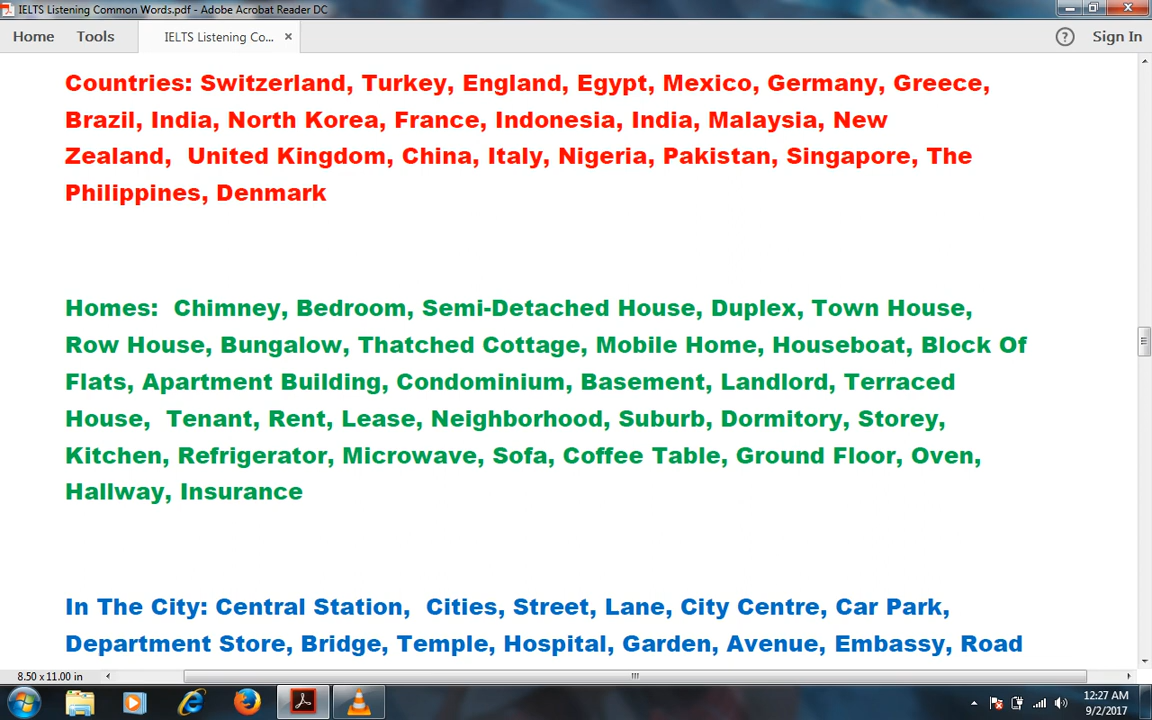 IELTS Listening Common Words.pdf - Adobe Acrobat Reader DC
Home Tools IELTS Listening Co... × ? Sign In
Countries: Switzerland, Turkey, England, Egypt, Mexico, Germany, Greece,
Brazil, India, North Korea, France, Indonesia, India, Malaysia, New
Zealand,  United Kingdom, China, Italy, Nigeria, Pakistan, Singapore, The
Philippines, Denmark
Homes:  Chimney, Bedroom, Semi-Detached House, Duplex, Town House,
Row House, Bungalow, Thatched Cottage, Mobile Home, Houseboat, Block Of
Flats, Apartment Building, Condominium, Basement, Landlord, Terraced
House,  Tenant, Rent, Lease, Neighborhood, Suburb, Dormitory, Storey,
Kitchen, Refrigerator, Microwave, Sofa, Coffee Table, Ground Floor, Oven,
Hallway, Insurance
In The City: Central Station,  Cities, Street, Lane, City Centre, Car Park,
Department Store, Bridge, Temple, Hospital, Garden, Avenue, Embassy, Road
8.50 x 11.00 in
12:27 AM
9/2/2017